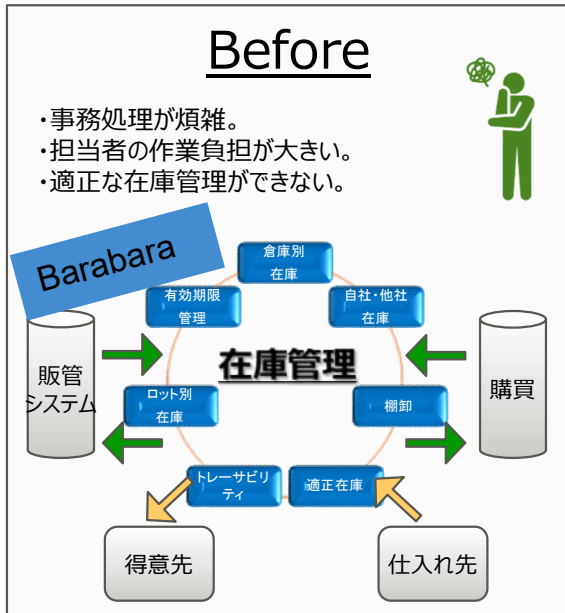 Before
・事務処理が煩雑。
・担当者の作業負担が大きい。
・適正な在庫管理ができない。
Barabara
倉庫別
在庫
有効期限
管理
自社・他社
在庫
在庫管理
販管
システム
購買
ロット別
在庫
棚卸
トレーサビリ
ティ
適正在庫
得意先
仕入れ先